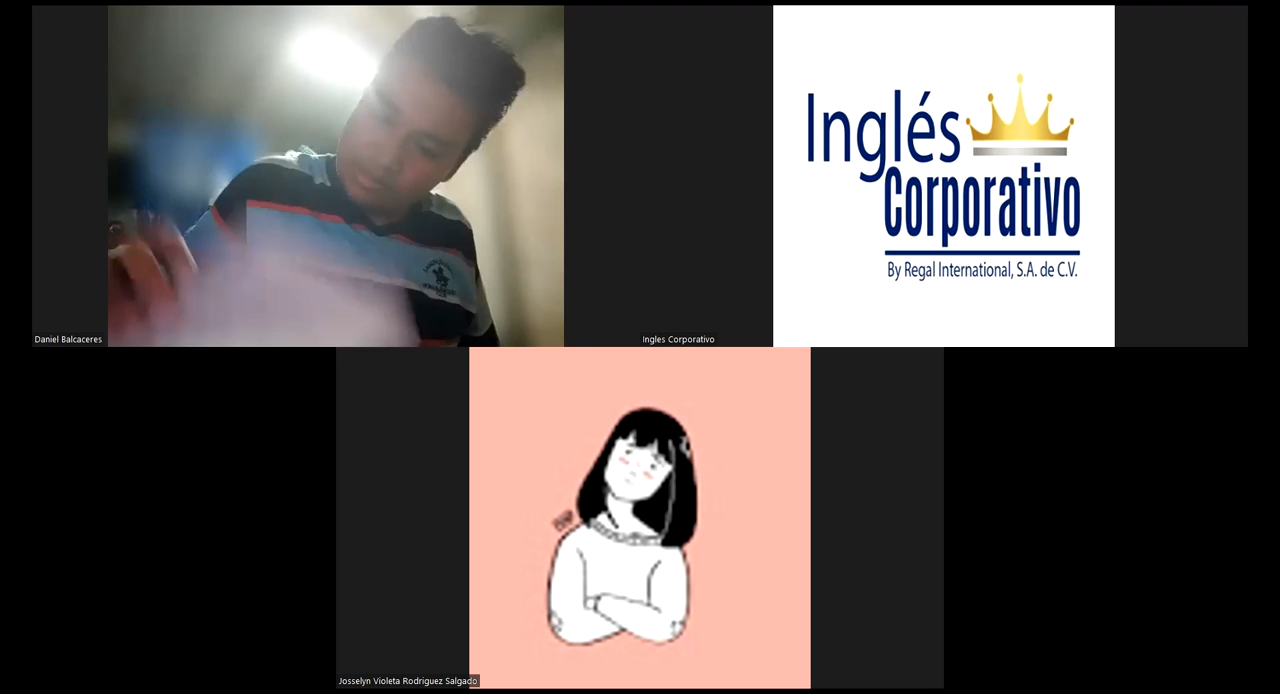 Daniel Balcaceres
Inglés
Corporativo
By Regal International, S.A. de C.V.
Ingles Corporativo
Josselyn Violeta Rodriguez Salgado